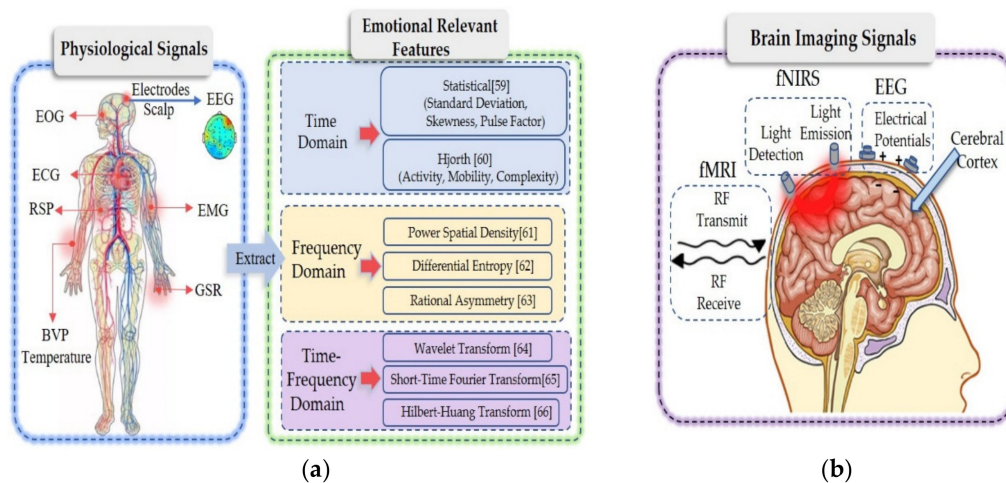 Physiological Signals
Electrodes
Scalp
EEG
EOG
ECG
RSP
EMG
GSR
BVP
Temperature
Extract
Emotional Relevant
Features
Time
Domain
Statistical[59]
(Standard Deviation,
Skewness, Pulse Factor)
Hjorth [60]
(Activity, Mobility, Complexity)
Frequency
Domain
Power Spatial Density[61]
Differential Entropy [62]
Rational Asymmetry [63]
Time-
Frequency
Domain
Wavelet Transform [64]
Short-Time Fourier Transform[65]
Hilbert-Huang Transform [66]
(a)
Brain Imaging Signals
fNIRS
Light
Emission
Light
Detection
EEG
Electrical
Potentials
+ +
- -
Cerebral
Cortex
fMRI
RF
Transmit
RF
Receive
(b)